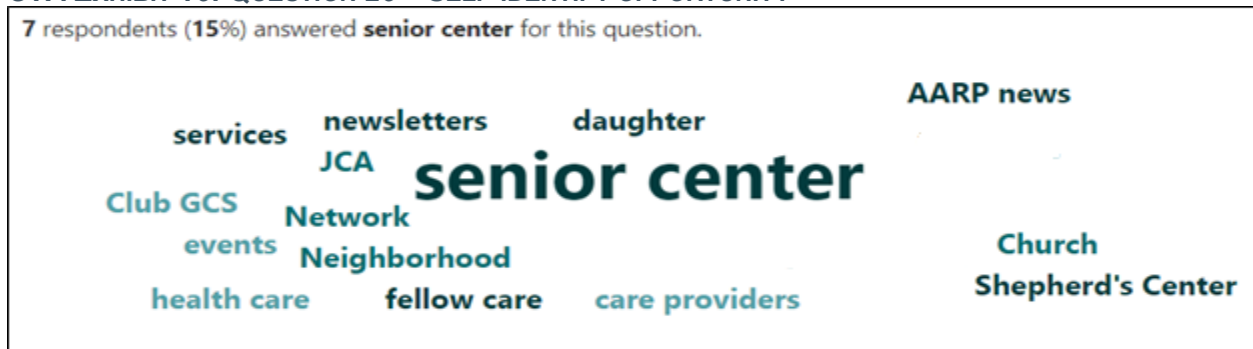 7 respondents (15%) answered senior center for this question.
AARP news
newsletters
daughter
services
JCA
senior center
Club GCS
Network
events
Neighborhood
Church
Shepherd's Center
health care
fellow care
care providers